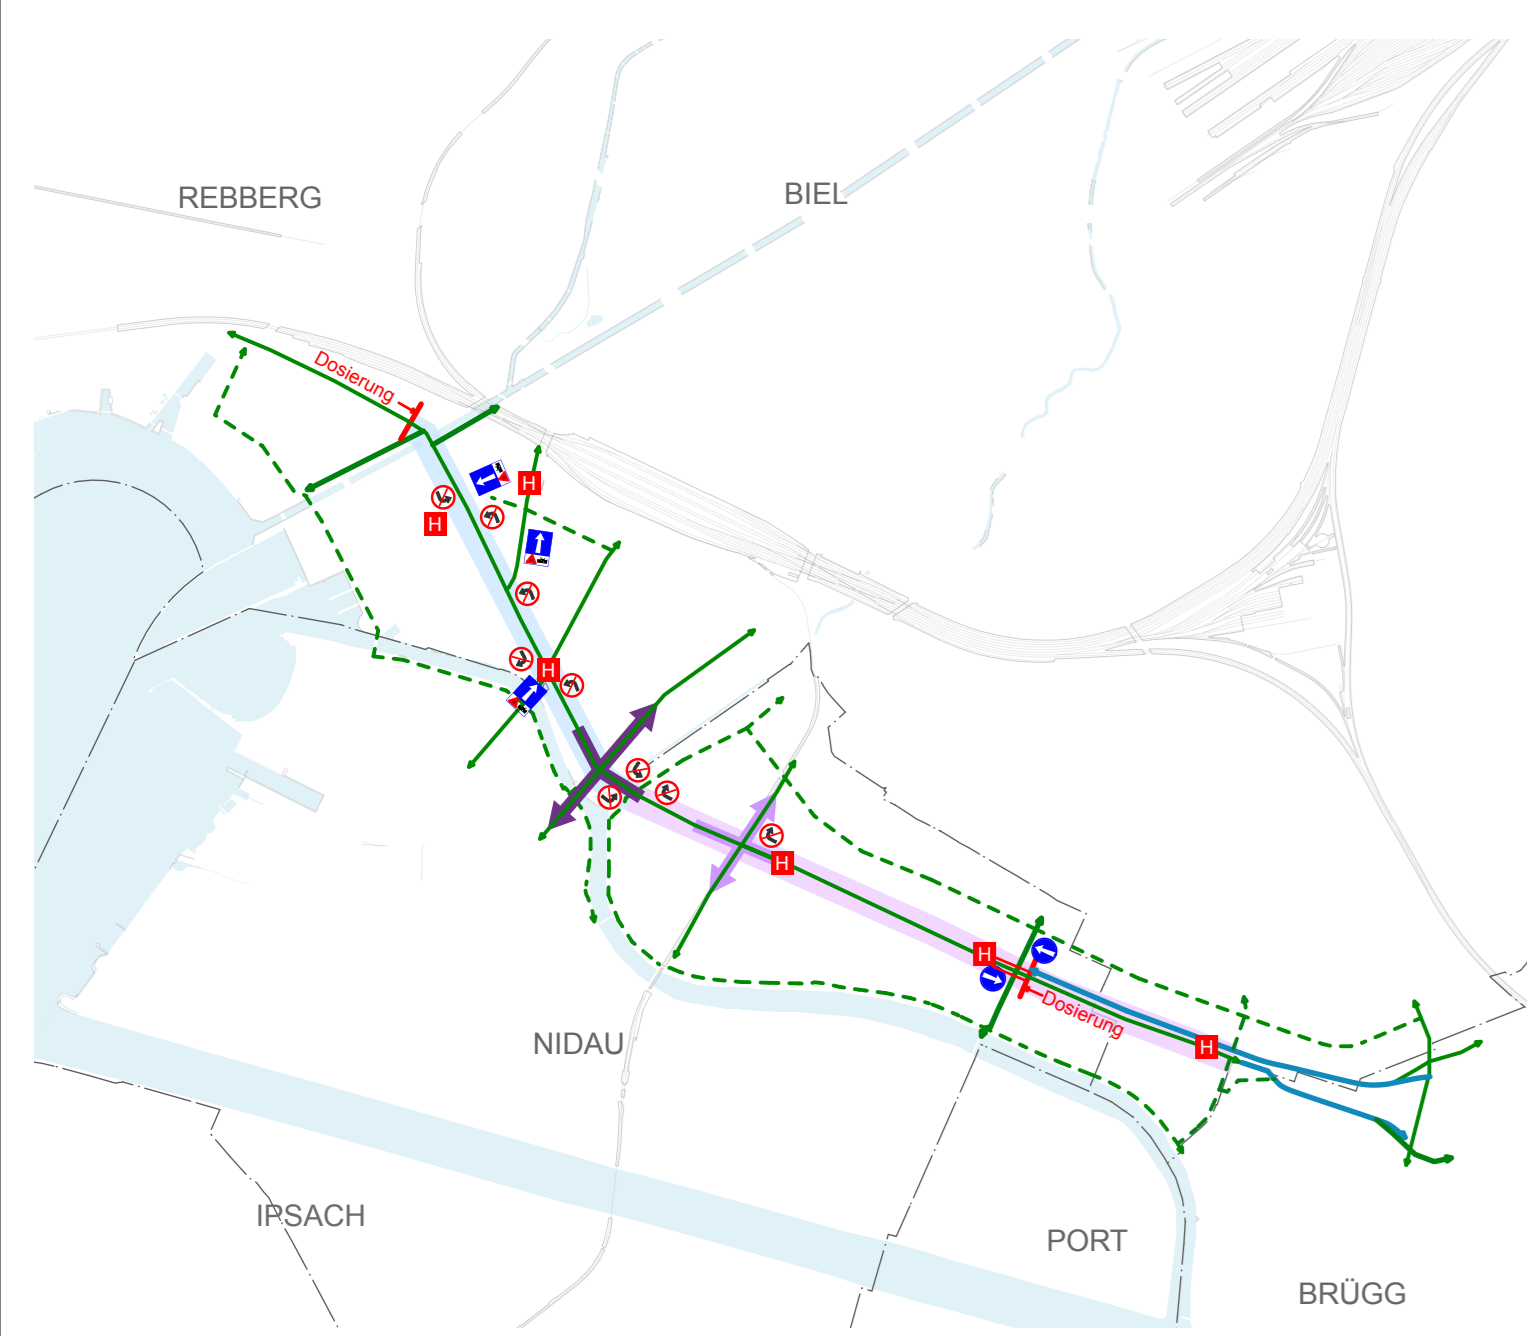 REBBERG
BIEL
Dosierung
H
H
H
H
H
Dosierung
H
NIDAU
IPSACH
PORT
BRÜGG